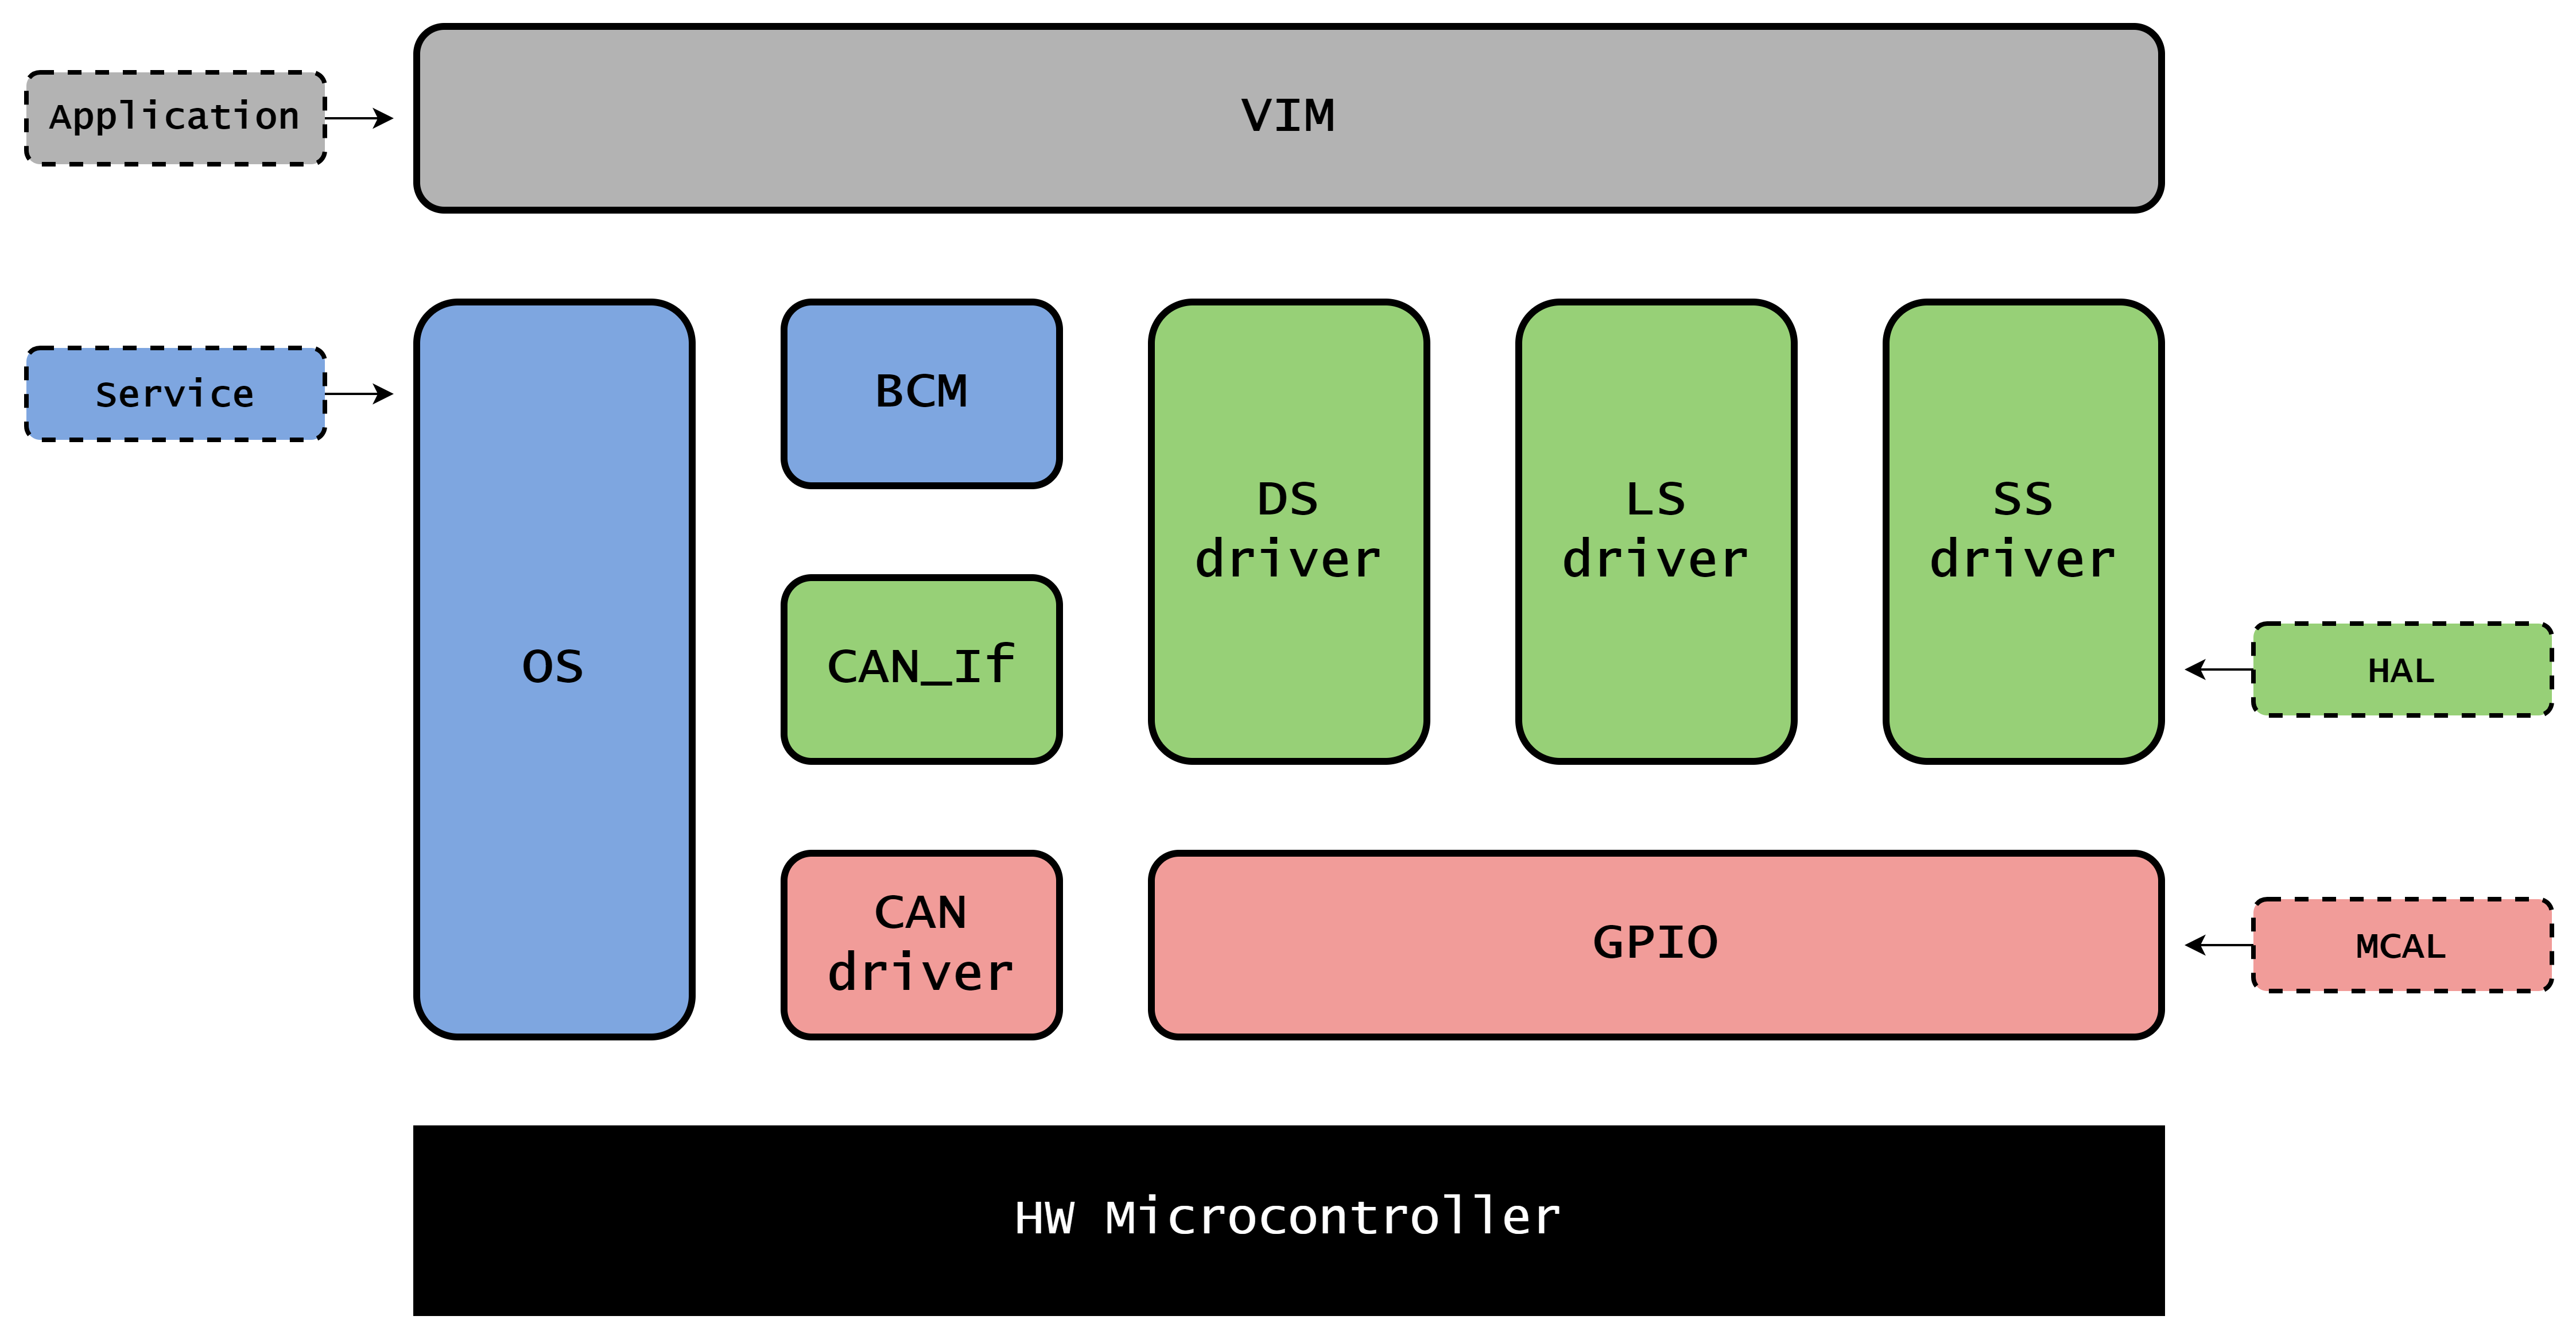 Application
VIM
Service
OS
BCM
DS
driver
LS
driver
SS
driver
CAN_If
HAL
CAN
driver
GPIO
MCAL
HW Microcontroller